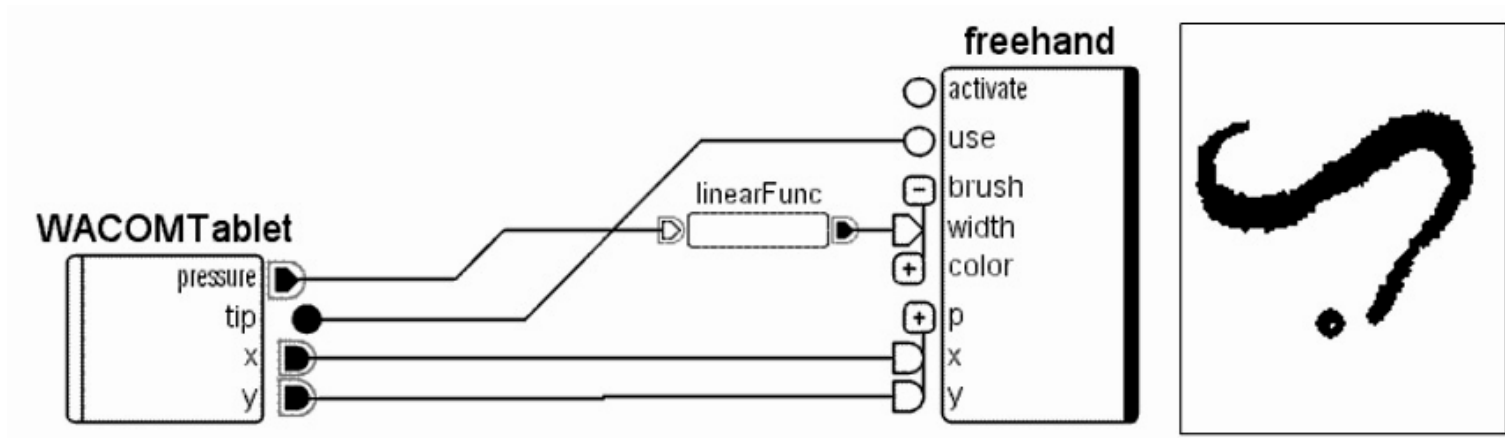 freehand
activate
use
brush
width
color
p
x
y
linearFunc
WACOMTablet
pressure
tip
x
y